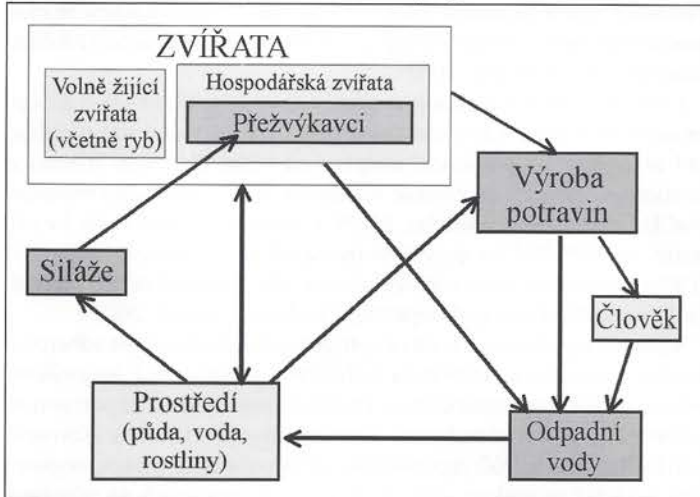 ZVÍŘATA
Volně žijící
zvířata
(včetně ryb)
Hospodářská zvířata
Přežvýkavci
Výroba
potravin
Siláže
Člověk
Prostředí
(půda, voda,
rostliny)
Odpadní
vody